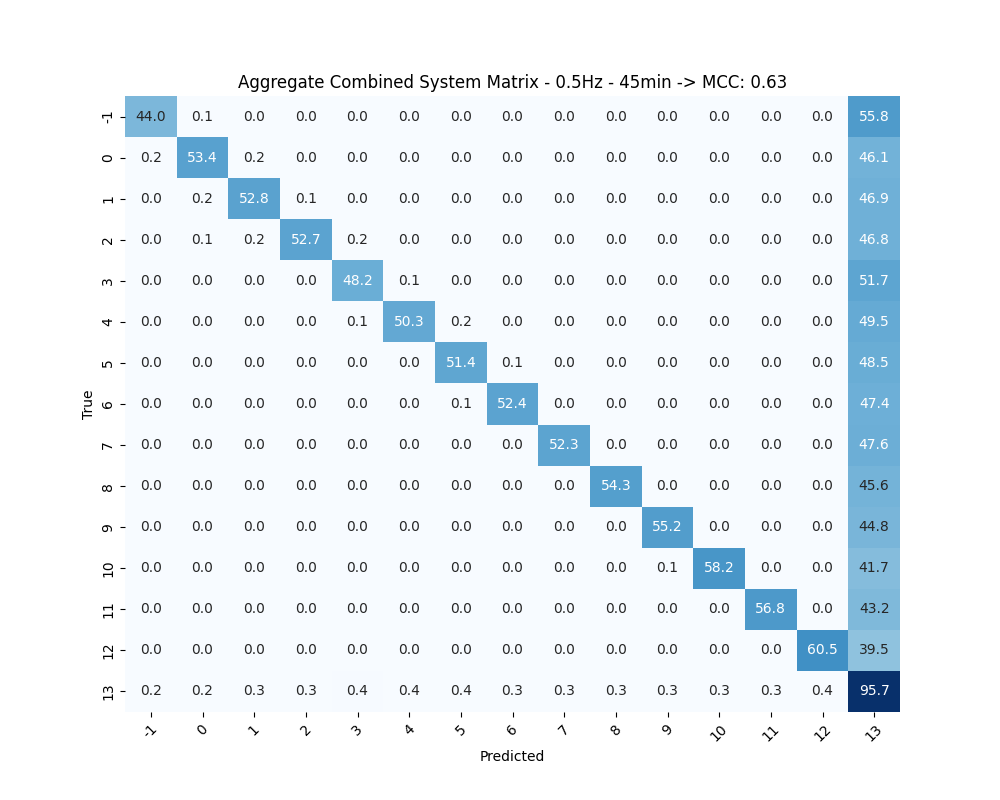 Aggregate Combined System Matrix - 0.5Hz - 45min -> MCC: 0.63
True
-1 44.0 0.1 0.0 0.0 0.0 0.0 0.0 0.0 0.0 0.0 0.0 0.0 0.0 0.0 55.8
0 0.2 53.4 0.2 0.0 0.0 0.0 0.0 0.0 0.0 0.0 0.0 0.0 0.0 0.0 46.1
1 0.0 0.2 52.8 0.1 0.0 0.0 0.0 0.0 0.0 0.0 0.0 0.0 0.0 0.0 46.9
2 0.0 0.1 0.2 52.7 0.2 0.0 0.0 0.0 0.0 0.0 0.0 0.0 0.0 0.0 46.8
3 0.0 0.0 0.0 0.0 48.2 0.1 0.0 0.0 0.0 0.0 0.0 0.0 0.0 0.0 51.7
4 0.0 0.0 0.0 0.0 0.1 50.3 0.2 0.0 0.0 0.0 0.0 0.0 0.0 0.0 49.5
5 0.0 0.0 0.0 0.0 0.0 0.0 51.4 0.1 0.0 0.0 0.0 0.0 0.0 0.0 48.5
6 0.0 0.0 0.0 0.0 0.0 0.0 0.1 52.4 0.0 0.0 0.0 0.0 0.0 0.0 47.4
7 0.0 0.0 0.0 0.0 0.0 0.0 0.0 0.0 52.3 0.0 0.0 0.0 0.0 0.0 47.6
8 0.0 0.0 0.0 0.0 0.0 0.0 0.0 0.0 0.0 54.3 0.0 0.0 0.0 0.0 45.6
9 0.0 0.0 0.0 0.0 0.0 0.0 0.0 0.0 0.0 0.0 55.2 0.0 0.0 0.0 44.8
10 0.0 0.0 0.0 0.0 0.0 0.0 0.0 0.0 0.0 0.0 0.1 58.2 0.0 0.0 41.7
11 0.0 0.0 0.0 0.0 0.0 0.0 0.0 0.0 0.0 0.0 0.0 0.0 56.8 0.0 43.2
12 0.0 0.0 0.0 0.0 0.0 0.0 0.0 0.0 0.0 0.0 0.0 0.0 0.0 60.5 39.5
13 0.2 0.2 0.3 0.3 0.4 0.4 0.4 0.3 0.3 0.3 0.3 0.3 0.3 0.4 95.7
-1 0 1 2 3 4 5 6 7 8 9 10 11 12 13
Predicted